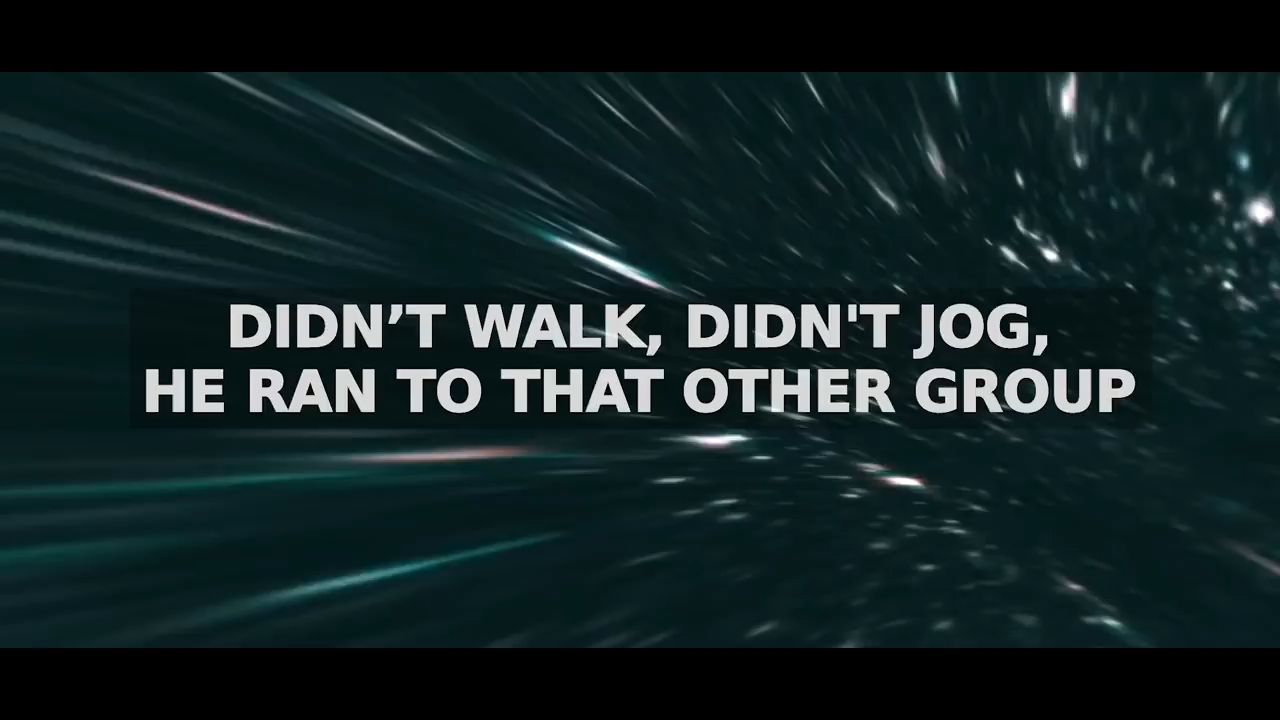 DIDN’T WALK, DIDN'T JOG,
HE RAN TO THAT OTHER GROUP